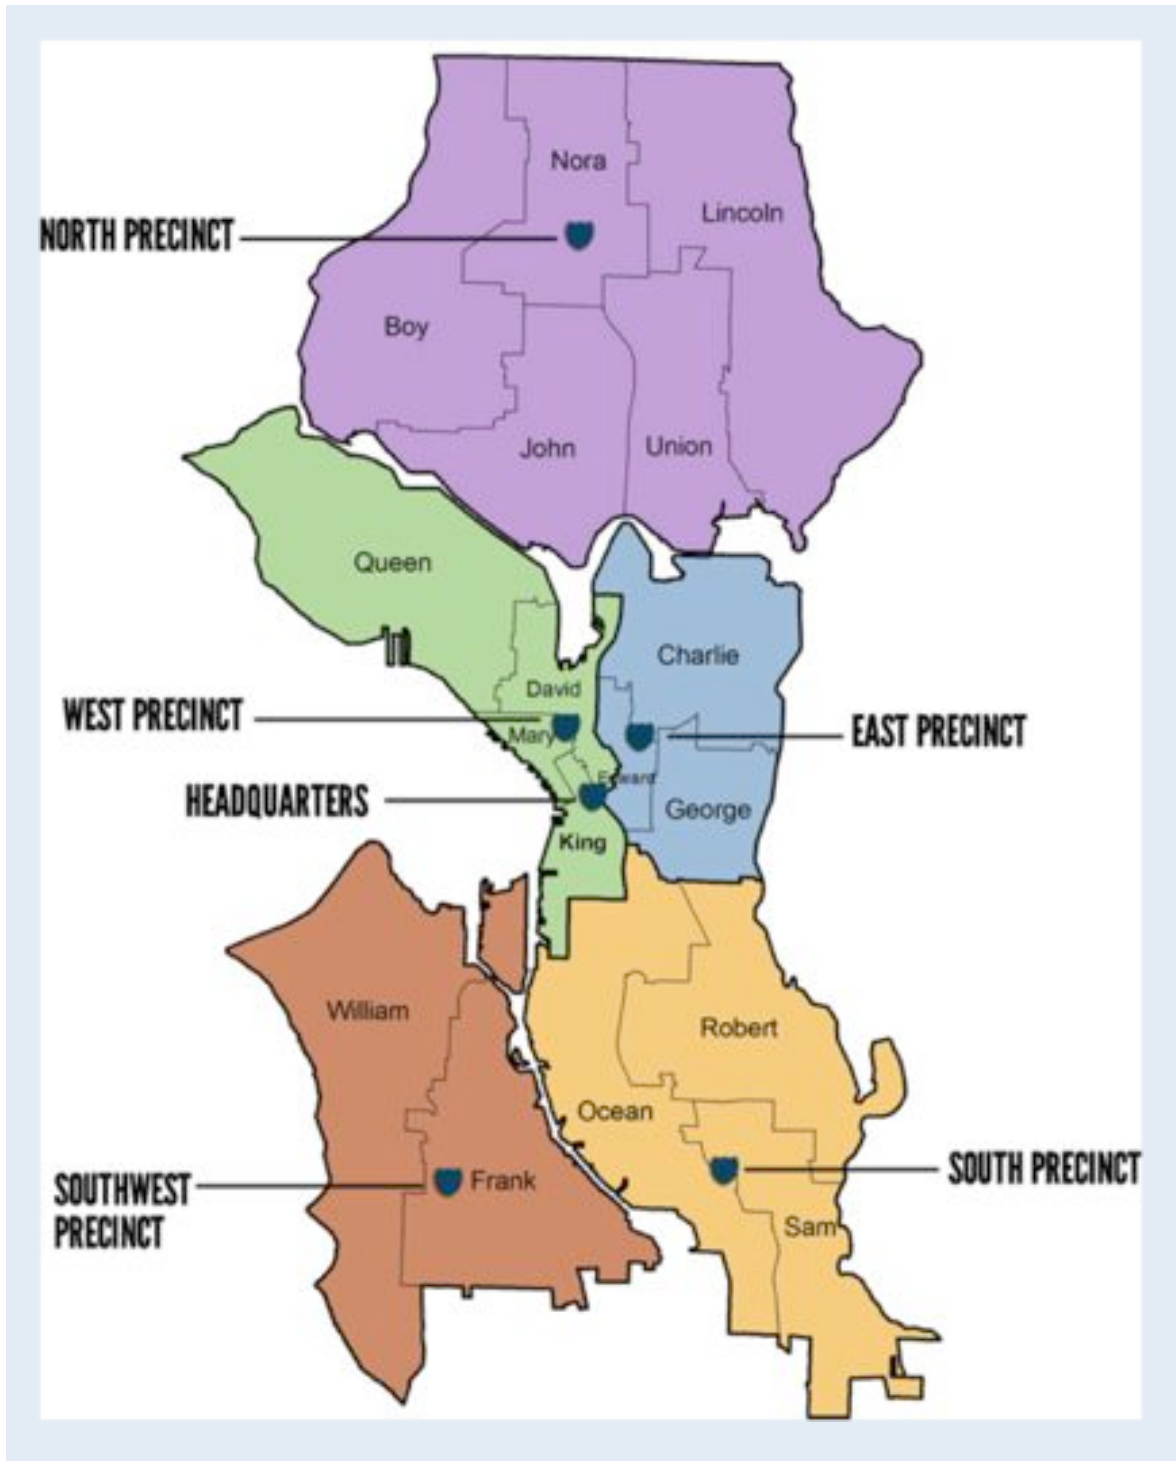 Nora
Lincoln
NORTH PRECINCT
Boy
John
Union
Queen
Charlie
David
WEST PRECINCT
Mary
EAST PRECINCT
Edward
HEADQUARTERS
George
King
William
Robert
Ocean
SOUTH PRECINCT
Frank
SOUTHWEST
PRECINCT
Sam